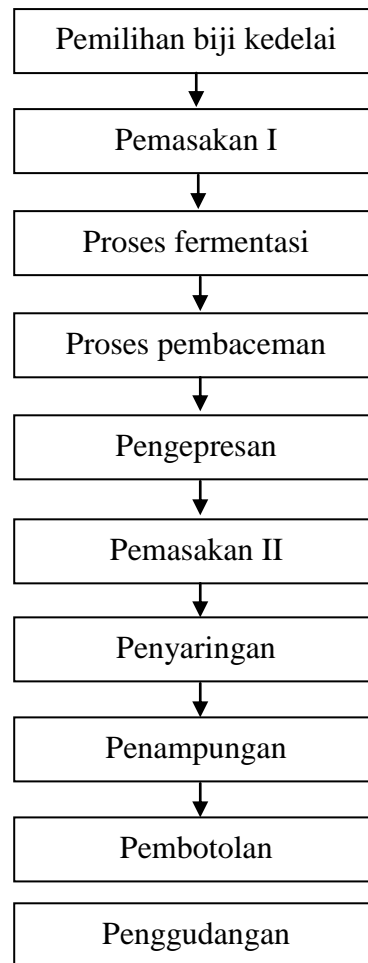 Pemilihan biji kedelai
Pemasakan I
Proses fermentasi
Proses pembaceman
Pengepresan
Pemasakan II
Penyaringan
Penampungan
Pembotolan
Penggudangan